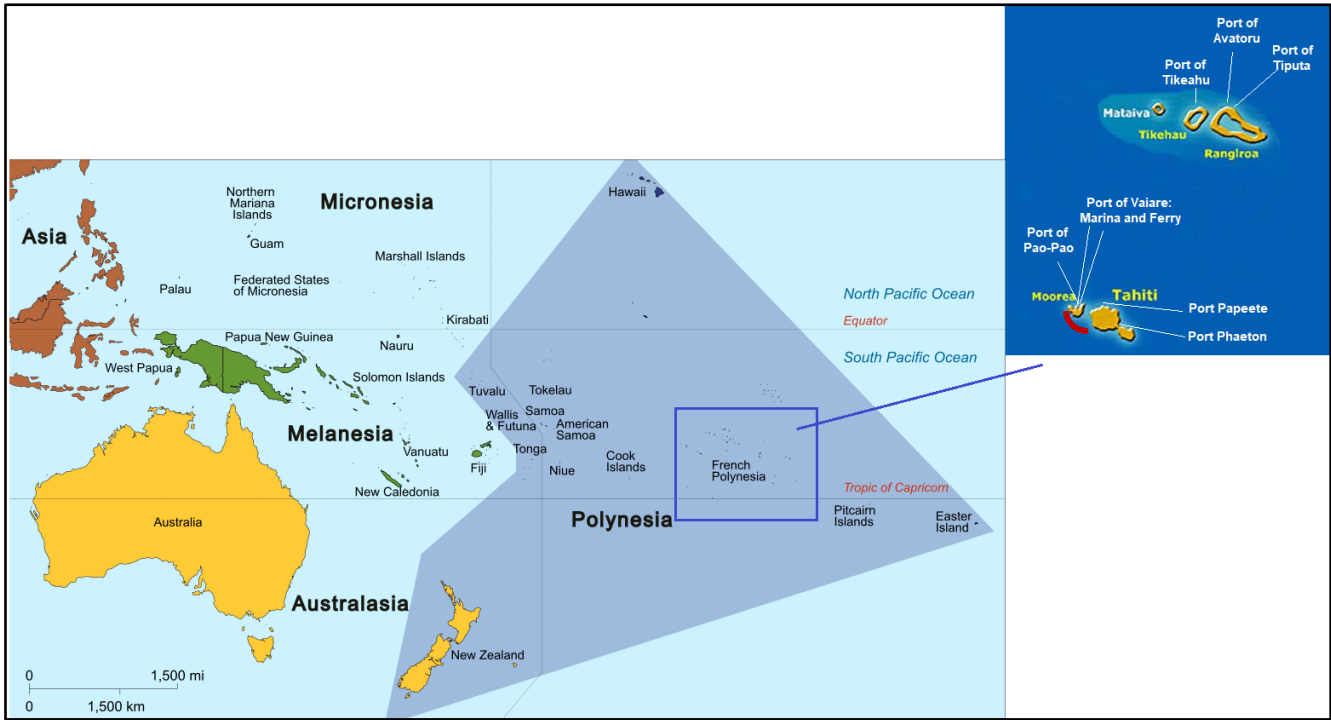 Port of
Avatoru
Port of
Tiputa
Port of
Tikeahu
Mataiva
Tikehau
Rangiroa
Port of Vaiare:
Marina and Ferry
Port of
Pao-Pao
Moorea
Tahiti
Port Papeete
Port Phaeton
Hawaii
Northern
Mariana
Islands
Micronesia
Asia
Guam
Marshall Islands
Federated States
of Micronesia
Palau
North Pacific Ocean
Kirabati
Equator
Papua New Guinea
Nauru
South Pacific Ocean
West Papua
Solomon Islands
Tuvalu
Tokelau
Wallis
& Futuna
Samoa
American
Samoa
Melanesia
Vanuatu
Fiji
Tonga
Niue
Cook
Islands
French
Polynesia
New Caledonia
Tropic of Capricorn
Pitcairn
Islands
Easter
Island
Australia
Polynesia
Australasia
New Zealand
0
1,500 mi
0
1,500 km